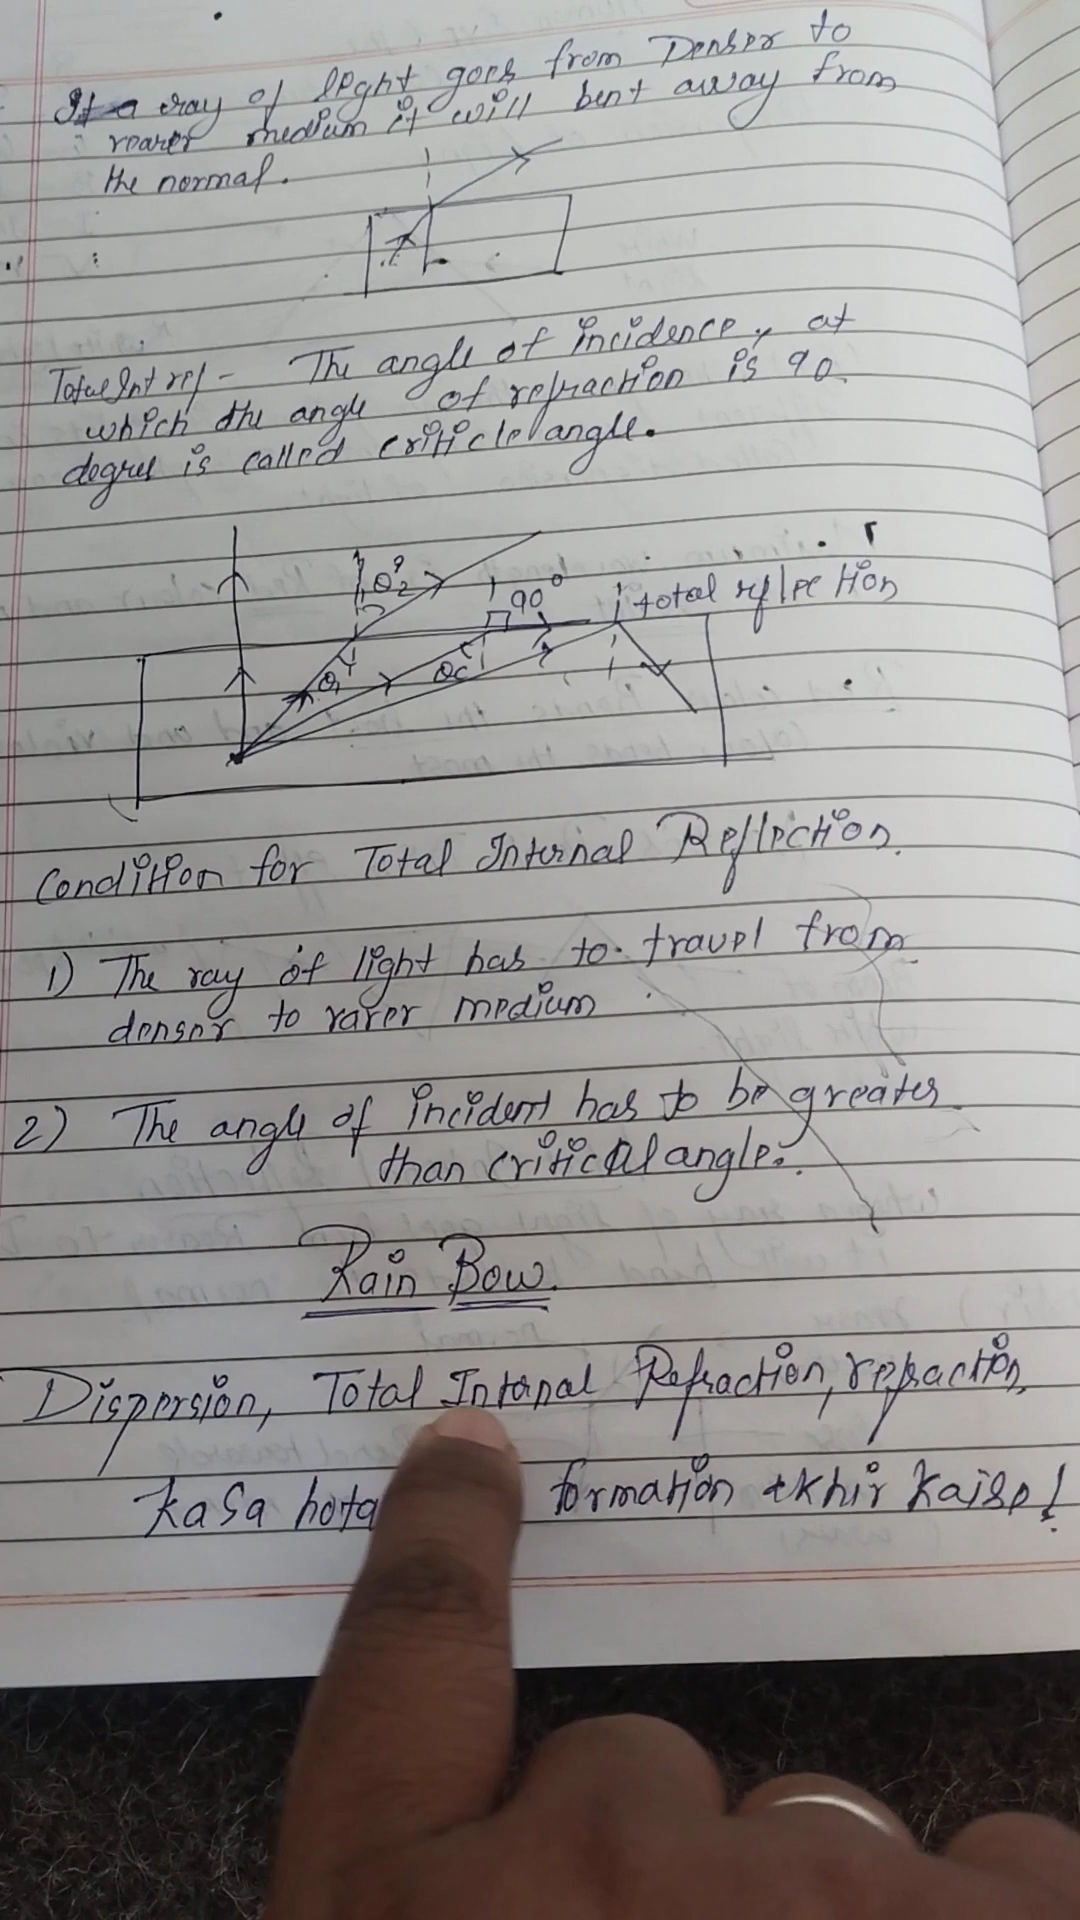 If a ray of light goes from Denser to
rearer medium it will bent away from
the normal.
Total Int ref - The angle of incidence, at
which the angle of refraction is 90
degree is called criticle angle.
θ2
90°
total reflection
θ1
θc
Condition for Total Internal Reflection.
1) The ray of light has to travel from
denser to rarer medium
2) The angle of incident has to be greater
than critical angle.
Rain Bow.
Dispersion, Total Internal Refraction, refraction,
kasa hota formation akhir kaise!